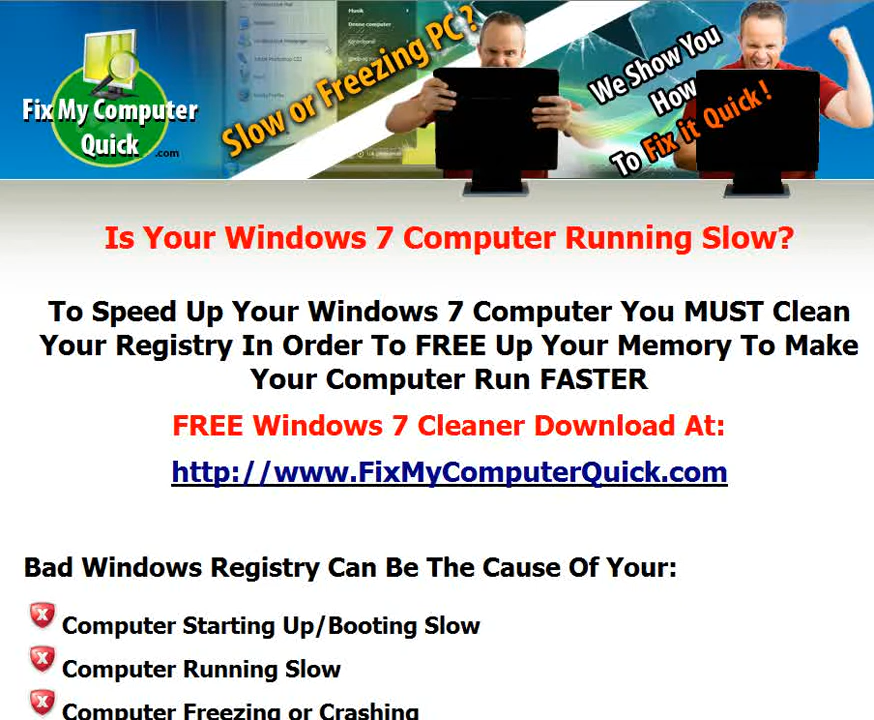 Fix My Computer
Quick .com
Slow or Freezing PC?
We Show You
How
To Fix it Quick!
Is Your Windows 7 Computer Running Slow?
To Speed Up Your Windows 7 Computer You MUST Clean
Your Registry In Order To FREE Up Your Memory To Make
Your Computer Run FASTER
FREE Windows 7 Cleaner Download At:
http://www.FixMyComputerQuick.com
Bad Windows Registry Can Be The Cause Of Your:
Computer Starting Up/Booting Slow
Computer Running Slow
Computer Freezing or Crashing